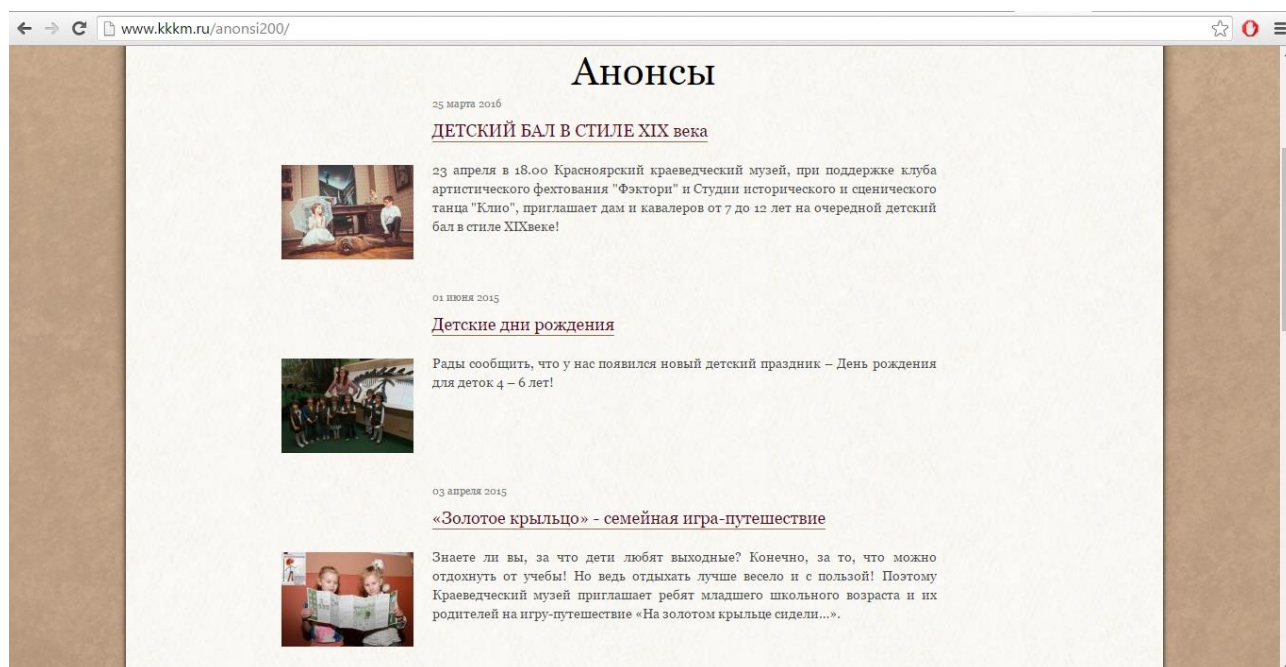 www.kkkm.ru/anonsi200/
Анонсы
25 марта 2016
ДЕТСКИЙ БАЛ В СТИЛЕ XIX века
23 апреля в 18.00 Красноярский краеведческий музей, при поддержке клуба
артистического фехтования "Фэктори" и Студии исторического и сценического
танца "Клио", приглашает дам и кавалеров от 7 до 12 лет на очередной детский
бал в стиле XIXвеке!
01 июня 2015
Детские дни рождения
Рады сообщить, что у нас появился новый детский праздник – День рождения
для деток 4 – 6 лет!
03 апреля 2015
«Золотое крыльцо» - семейная игра-путешествие
Знаете ли вы, за что дети любят выходные? Конечно, за то, что можно
отдохнуть от учебы! Но ведь отдыхать лучше весело и с пользой! Поэтому
Краеведческий музей приглашает ребят младшего школьного возраста и их
родителей на игру-путешествие «На золотом крыльце сидели...».